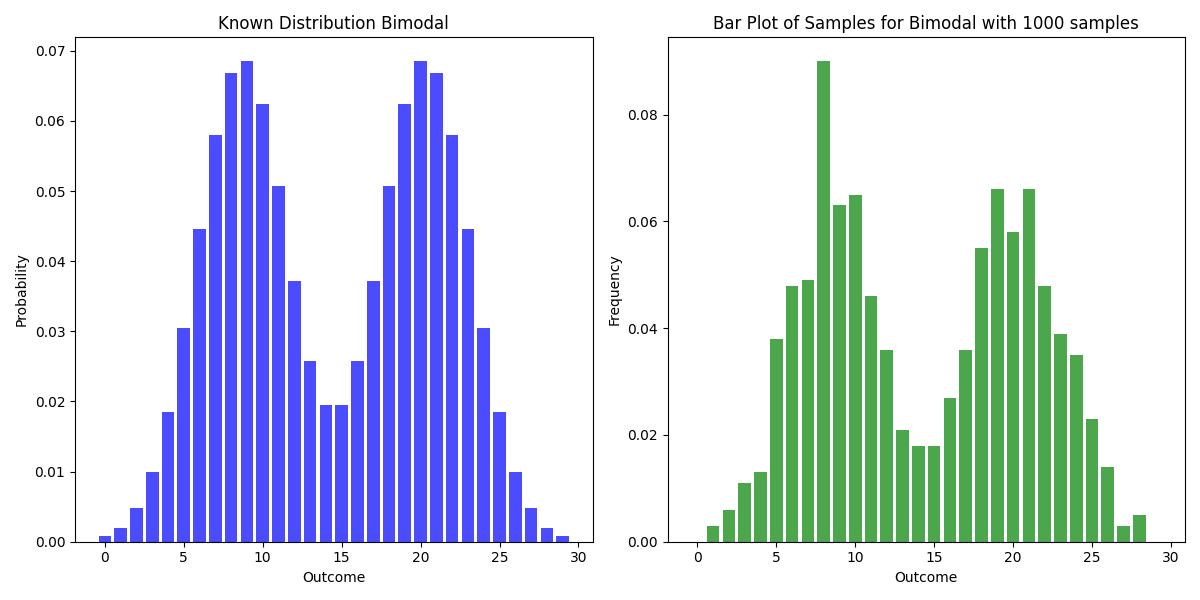 Known Distribution Bimodal
0.07
0.06
0.05
0.04
0.03
0.02
0.01
0.00
Probability
0 5 10 15 20 25 30
Outcome
Bar Plot of Samples for Bimodal with 1000 samples
0.08
0.06
0.04
0.02
0.00
Frequency
0 5 10 15 20 25 30
Outcome